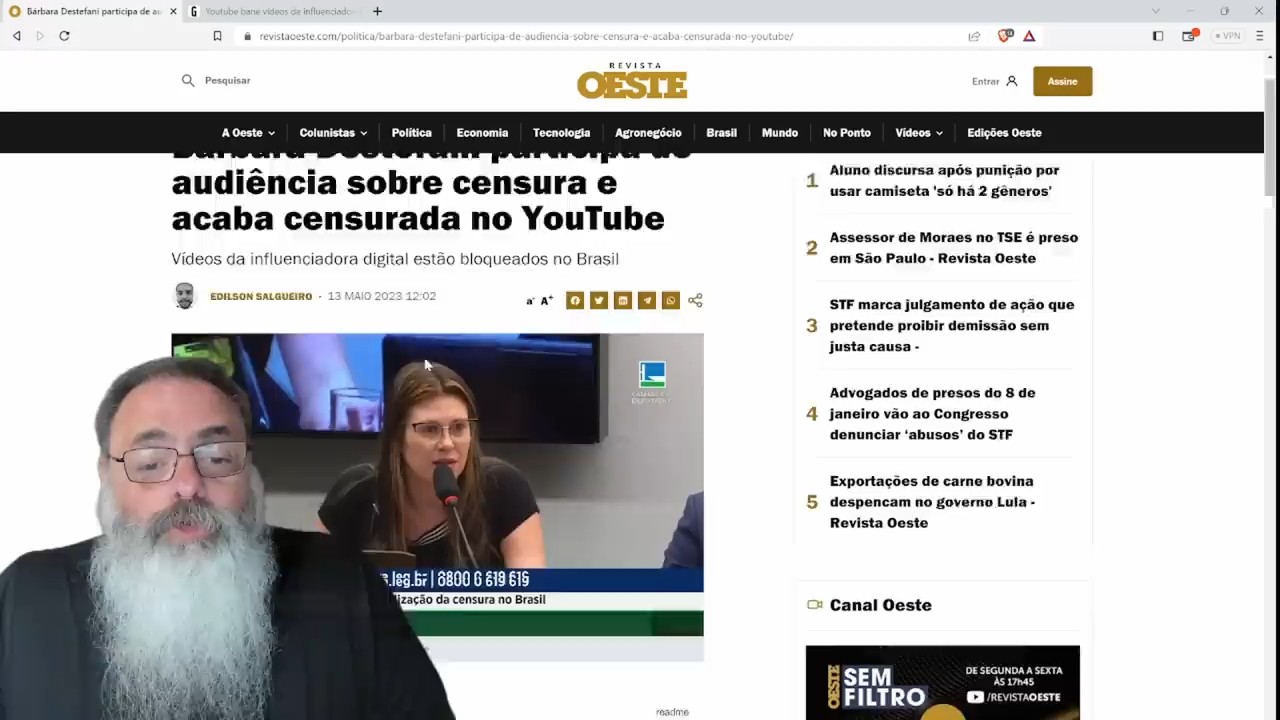 Bárbara Destefani participa de au
Youtube bane vídeos de influenciador
revistaoeste.com/politica/barbara-destefani-participa-de-audiencia-sobre-censura-e-acaba-censurada-no-youtube/
VPN
Pesquisar
REVISTA
OESTE
Entrar
Assine
A Oeste
Colunistas
Política
Economia
Tecnologia
Agronegócio
Brasil
Mundo
No Ponto
Vídeos
Edições Oeste
Bárbara Destefani participa de
audiência sobre censura e
acaba censurada no YouTube
Vídeos da influenciadora digital estão bloqueados no Brasil
EDILSON SALGUEIRO - 13 MAIO 2023 12:02
a- A+
s.leg.br | 0800 0 619 619
lização da censura no Brasil
readme
1
Aluno discursa após punição por
usar camiseta 'só há 2 gêneros'
2
Assessor de Moraes no TSE é preso
em São Paulo - Revista Oeste
3
STF marca julgamento de ação que
pretende proibir demissão sem
justa causa -
4
Advogados de presos do 8 de
janeiro vão ao Congresso
denunciar ‘abusos’ do STF
5
Exportações de carne bovina
despencam no governo Lula -
Revista Oeste
Canal Oeste
OESTE
SEM
FILTRO
DE SEGUNDA A SEXTA
ÀS 17h45
/REVISTAOESTE